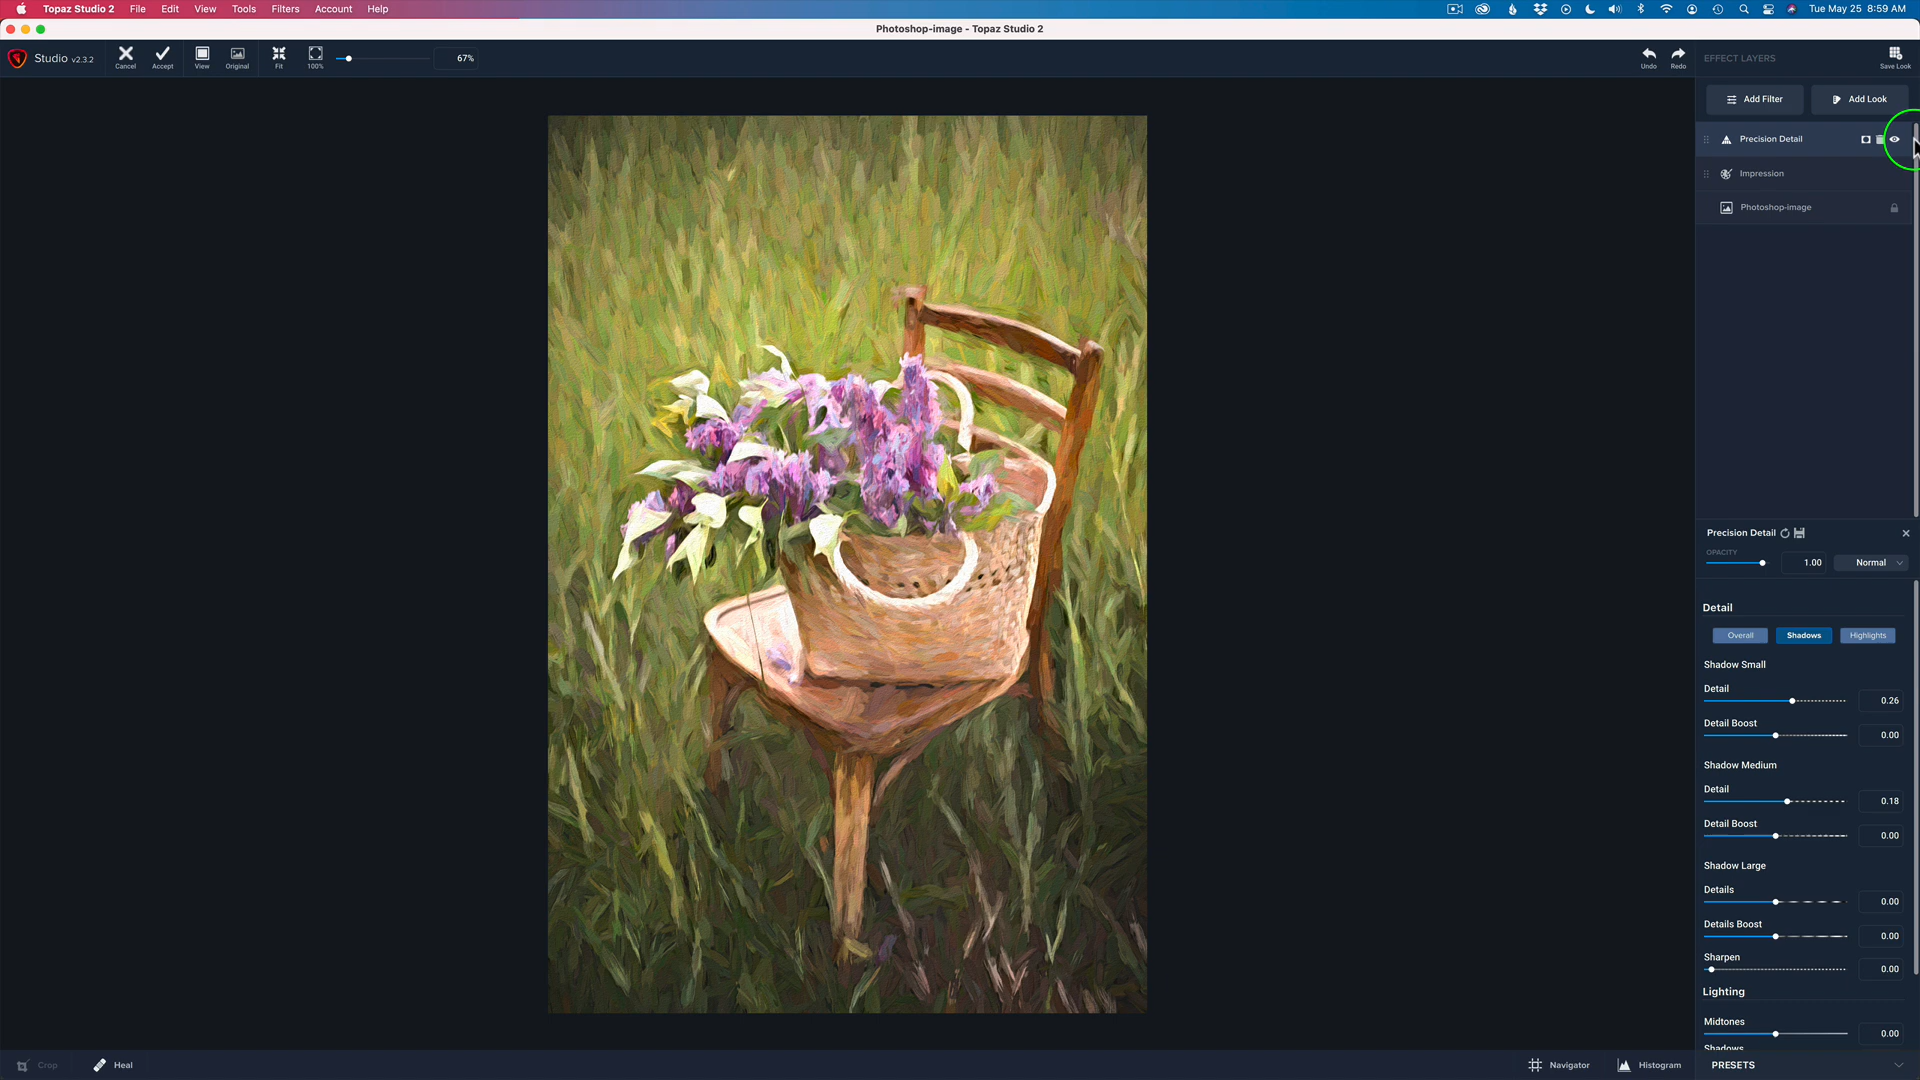 Topaz Studio 2 File Edit View Tools Filters Account Help Tue May 25 8:59 AM
Photoshop-image - Topaz Studio 2
Studio v2.3.2 Cancel Accept View Original Fit 100% 67% Undo Redo EFFECT LAYERS Save Look
Add Filter Add Look
Precision Detail
Impression
Photoshop-image
Precision Detail
OPACITY 1.00 Normal
Detail
Overall Shadows Highlights
Shadow Small
Detail
0.26
Detail Boost
0.00
Shadow Medium
Detail
0.18
Detail Boost
0.00
Shadow Large
Details
0.00
Details Boost
0.00
Sharpen
0.00
Lighting
Midtones
0.00
Shadows
Crop Heal Navigator Histogram PRESETS